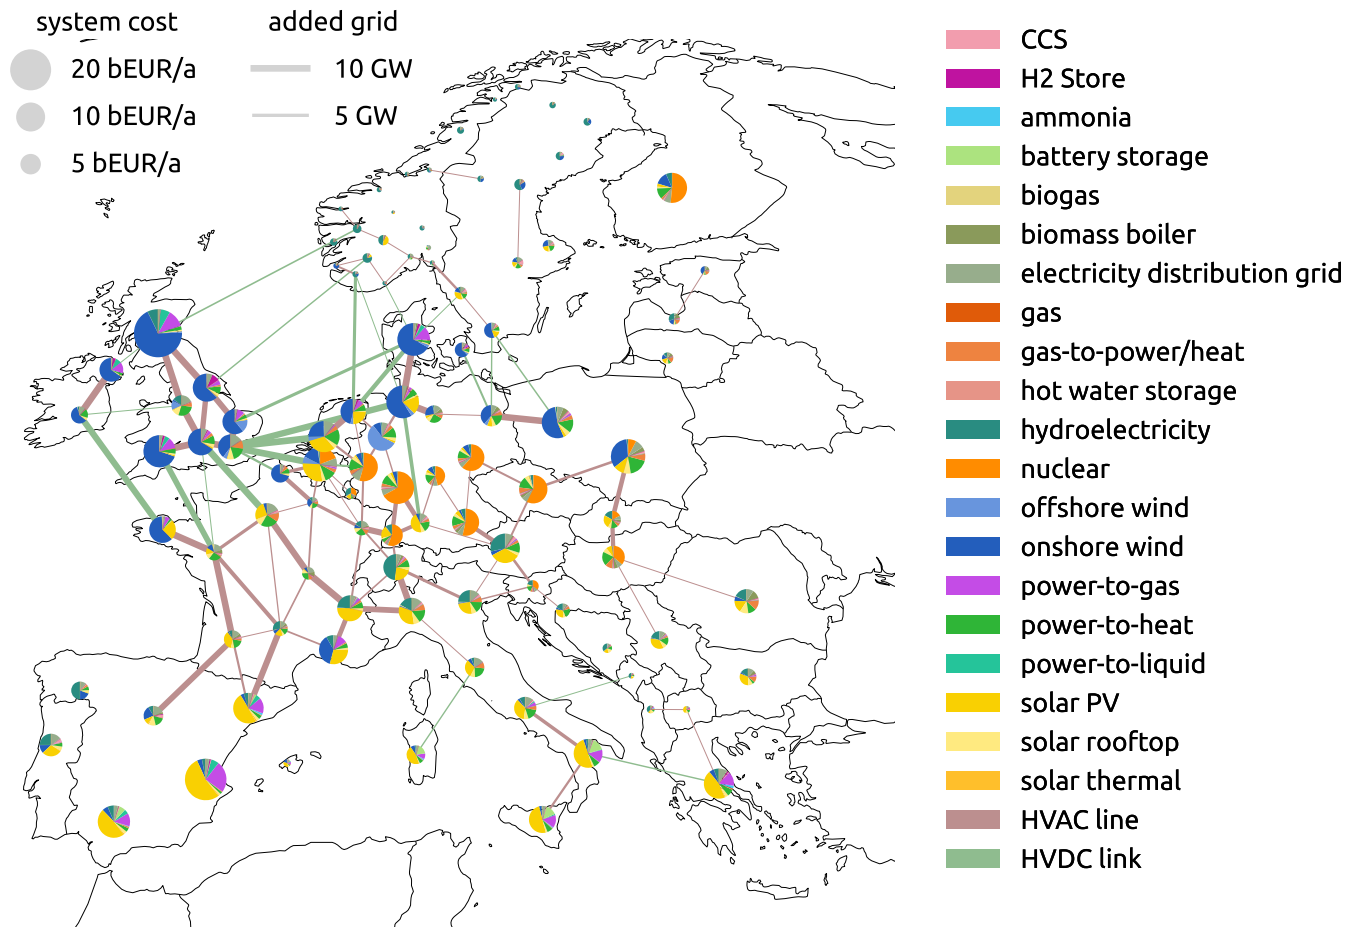 system cost
added grid
20 bEUR/a
10 GW
10 bEUR/a
5 GW
5 bEUR/a
CCS
H2 Store
ammonia
battery storage
biogas
biomass boiler
electricity distribution grid
gas
gas-to-power/heat
hot water storage
hydroelectricity
nuclear
offshore wind
onshore wind
power-to-gas
power-to-heat
power-to-liquid
solar PV
solar rooftop
solar thermal
HVAC line
HVDC link